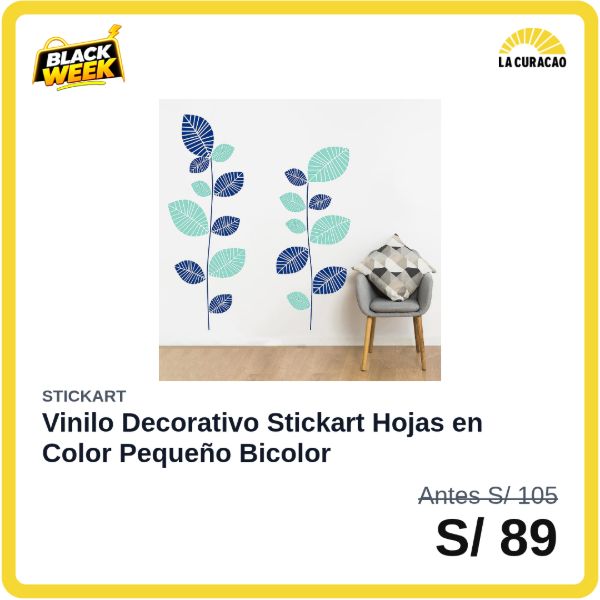 BLACK
WEEK
LA CURACAO
STICKART
Vinilo Decorativo Stickart Hojas en
Color Pequeño Bicolor
Antes S/ 105
S/ 89